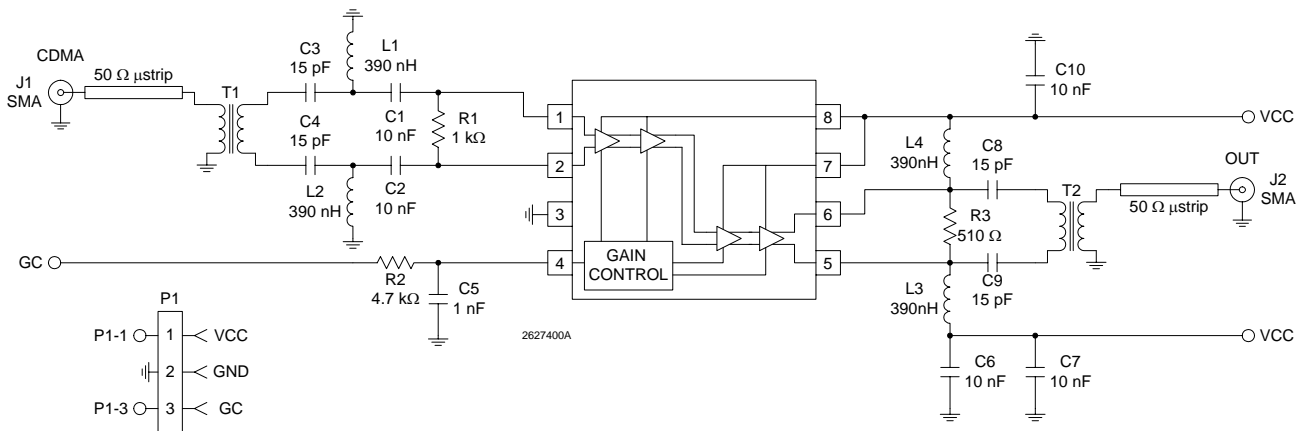 CDMA
J1
SMA
50 Ω μstrip
T1
C3
15 pF
L1
390 nH
C4
15 pF
C1
10 nF
R1
1 kΩ
L2
390 nH
C2
10 nF
1
2
3
4
8
7
6
5
GAIN
CONTROL
GC
R2
4.7 kΩ
C5
1 nF
2627400A
C10
10 nF
VCC
L4
390nH
C8
15 pF
R3
510 Ω
T2
OUT
J2
SMA
50 Ω μstrip
C9
15 pF
L3
390nH
VCC
C6
10 nF
C7
10 nF
P1
P1-1 1 VCC
2 GND
P1-3 3 GC